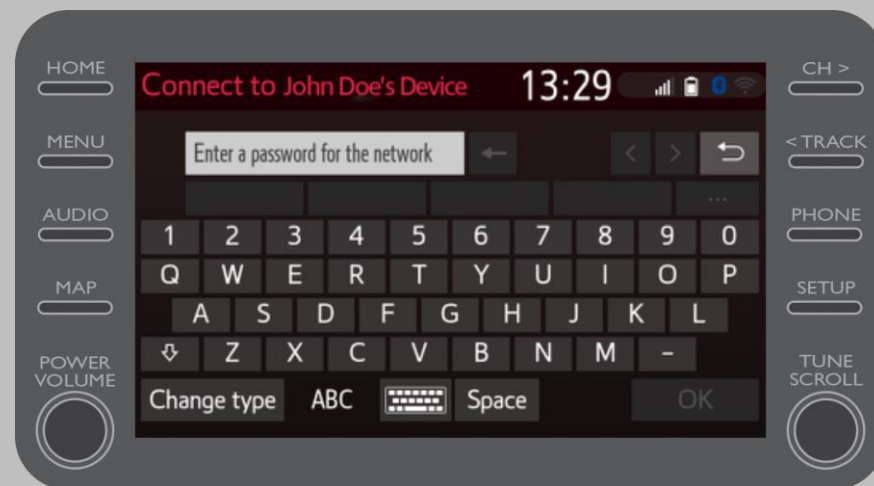 HOME
MENU
AUDIO
MAP
POWER
VOLUME
Connect to John Doe's Device 13:29
Enter a password for the network
...
1 2 3 4 5 6 7 8 9 0
Q W E R T Y U I O P
A S D F G H J K L
Z X C V B N M -
Change type ABC Space OK
CH >
< TRACK
PHONE
SETUP
TUNE
SCROLL